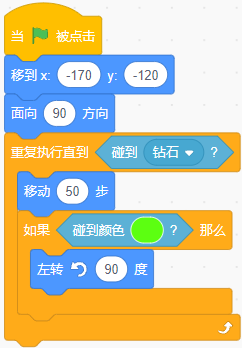 当 被点击
移到 x: -170 y: -120
面向 90 方向
重复执行直到 碰到 钻石 ?
移动 50 步
如果 碰到颜色 ? 那么
左转 90 度